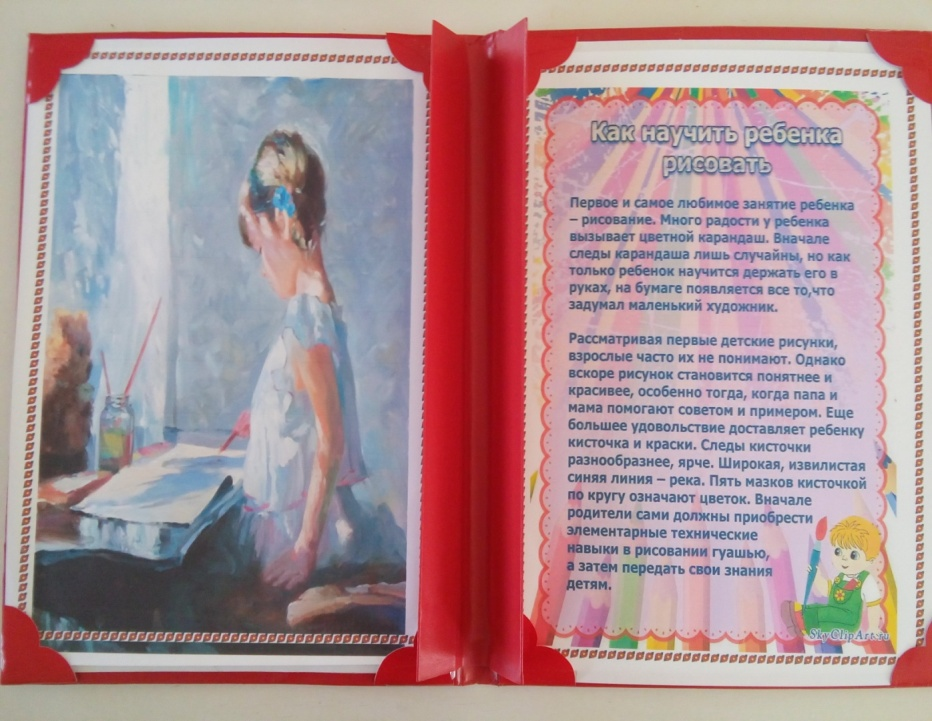 Как научить ребенка
рисовать
Первое и самое любимое занятие ребенка
– рисование. Много радости у ребенка
вызывает цветной карандаш. Вначале
следы карандаша лишь случайны, но как
только ребенок научится держать его в
руках, на бумаге появляется все то,что
задумал маленький художник.
Рассматривая первые детские рисунки,
взрослые часто их не понимают. Однако
вскоре рисунок становится понятнее и
красивее, особенно тогда, когда папа и
мама помогают советом и примером. Еще
большее удовольствие доставляет ребенку
кисточка и краски. Следы кисточки
разнообразнее, ярче. Широкая, извилистая
синяя линия – река. Пять мазков кисточкой
по кругу означают цветок. Вначале
родители сами должны приобрести
элементарные технические
навыки в рисовании гуашью,
а затем передать свои знания
детям.
SkyClipArt.ru